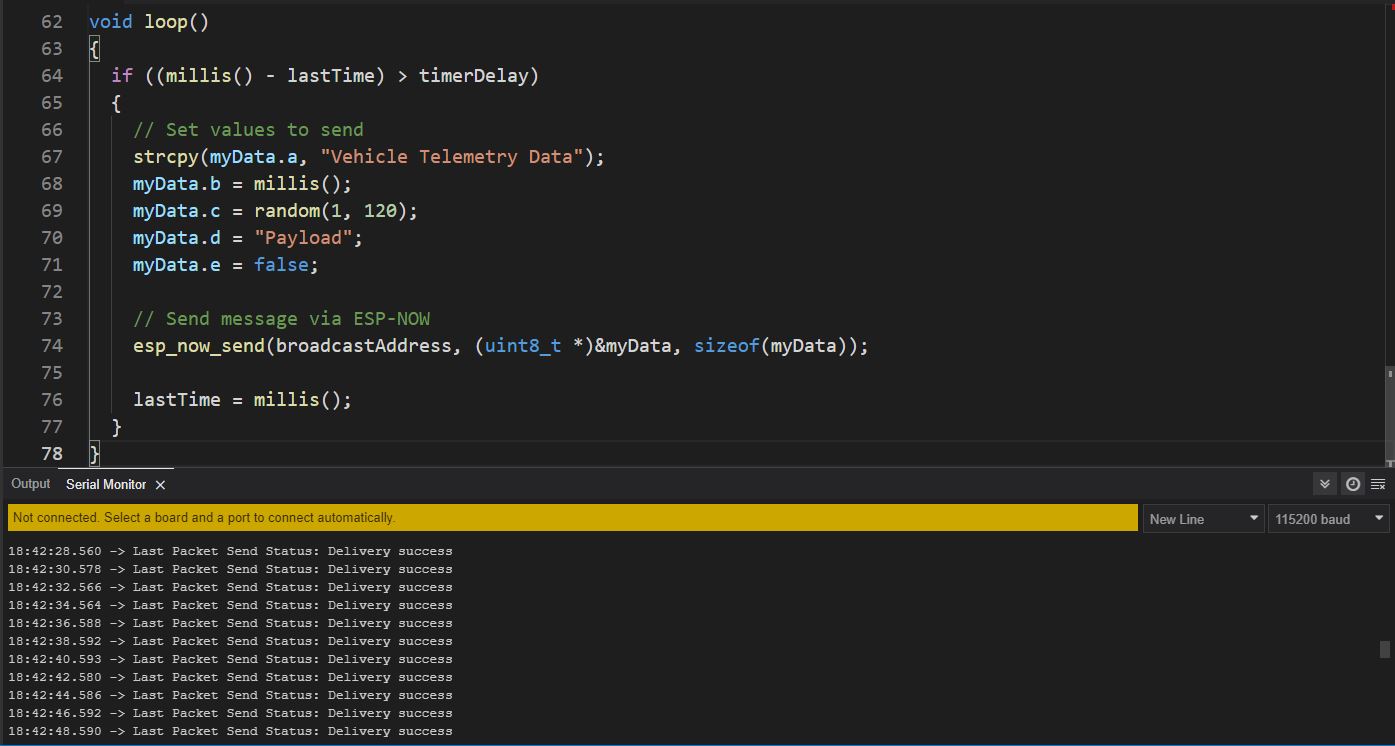 62 void loop()
63 {
64 if ((millis() - lastTime) > timerDelay)
65 {
66 // Set values to send
67 strcpy(myData.a, "Vehicle Telemetry Data");
68 myData.b = millis();
69 myData.c = random(1, 120);
70 myData.d = "Payload";
71 myData.e = false;
72
73 // Send message via ESP-NOW
74 esp_now_send(broadcastAddress, (uint8_t *)&myData, sizeof(myData));
75
76 lastTime = millis();
77 }
78 }
Output Serial Monitor ×
Not connected. Select a board and a port to connect automatically.
New Line 115200 baud
18:42:28.560 -> Last Packet Send Status: Delivery success
18:42:30.578 -> Last Packet Send Status: Delivery success
18:42:32.566 -> Last Packet Send Status: Delivery success
18:42:34.564 -> Last Packet Send Status: Delivery success
18:42:36.588 -> Last Packet Send Status: Delivery success
18:42:38.592 -> Last Packet Send Status: Delivery success
18:42:40.593 -> Last Packet Send Status: Delivery success
18:42:42.580 -> Last Packet Send Status: Delivery success
18:42:44.586 -> Last Packet Send Status: Delivery success
18:42:46.592 -> Last Packet Send Status: Delivery success
18:42:48.590 -> Last Packet Send Status: Delivery success